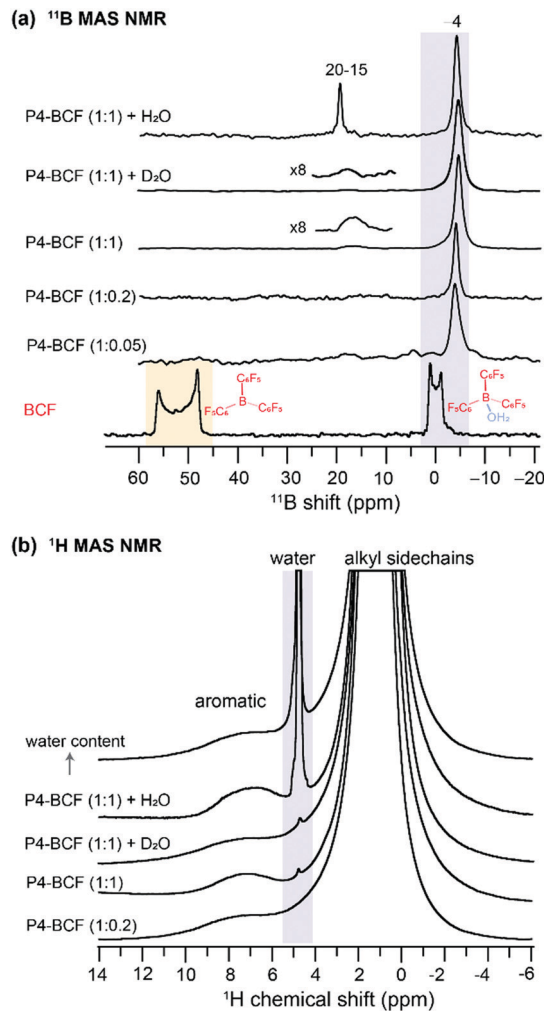 (a) ¹¹B MAS NMR
–4
20-15
P4-BCF (1:1) + H₂O
P4-BCF (1:1) + D₂O
x8
P4-BCF (1:1)
x8
P4-BCF (1:0.2)
P4-BCF (1:0.05)
BCF
C₆F₅
B
F₅C₆
C₆F₅
C₆F₅
B
F₅C₆
C₆F₅
OH₂
60 50 40 30 20 10 0 –10 –20
¹¹B shift (ppm)
(b) ¹H MAS NMR
water
alkyl sidechains
aromatic
water content
P4-BCF (1:1) + H₂O
P4-BCF (1:1) + D₂O
P4-BCF (1:1)
P4-BCF (1:0.2)
14 12 10 8 6 4 2 0 -2 -4 -6
¹H chemical shift (ppm)